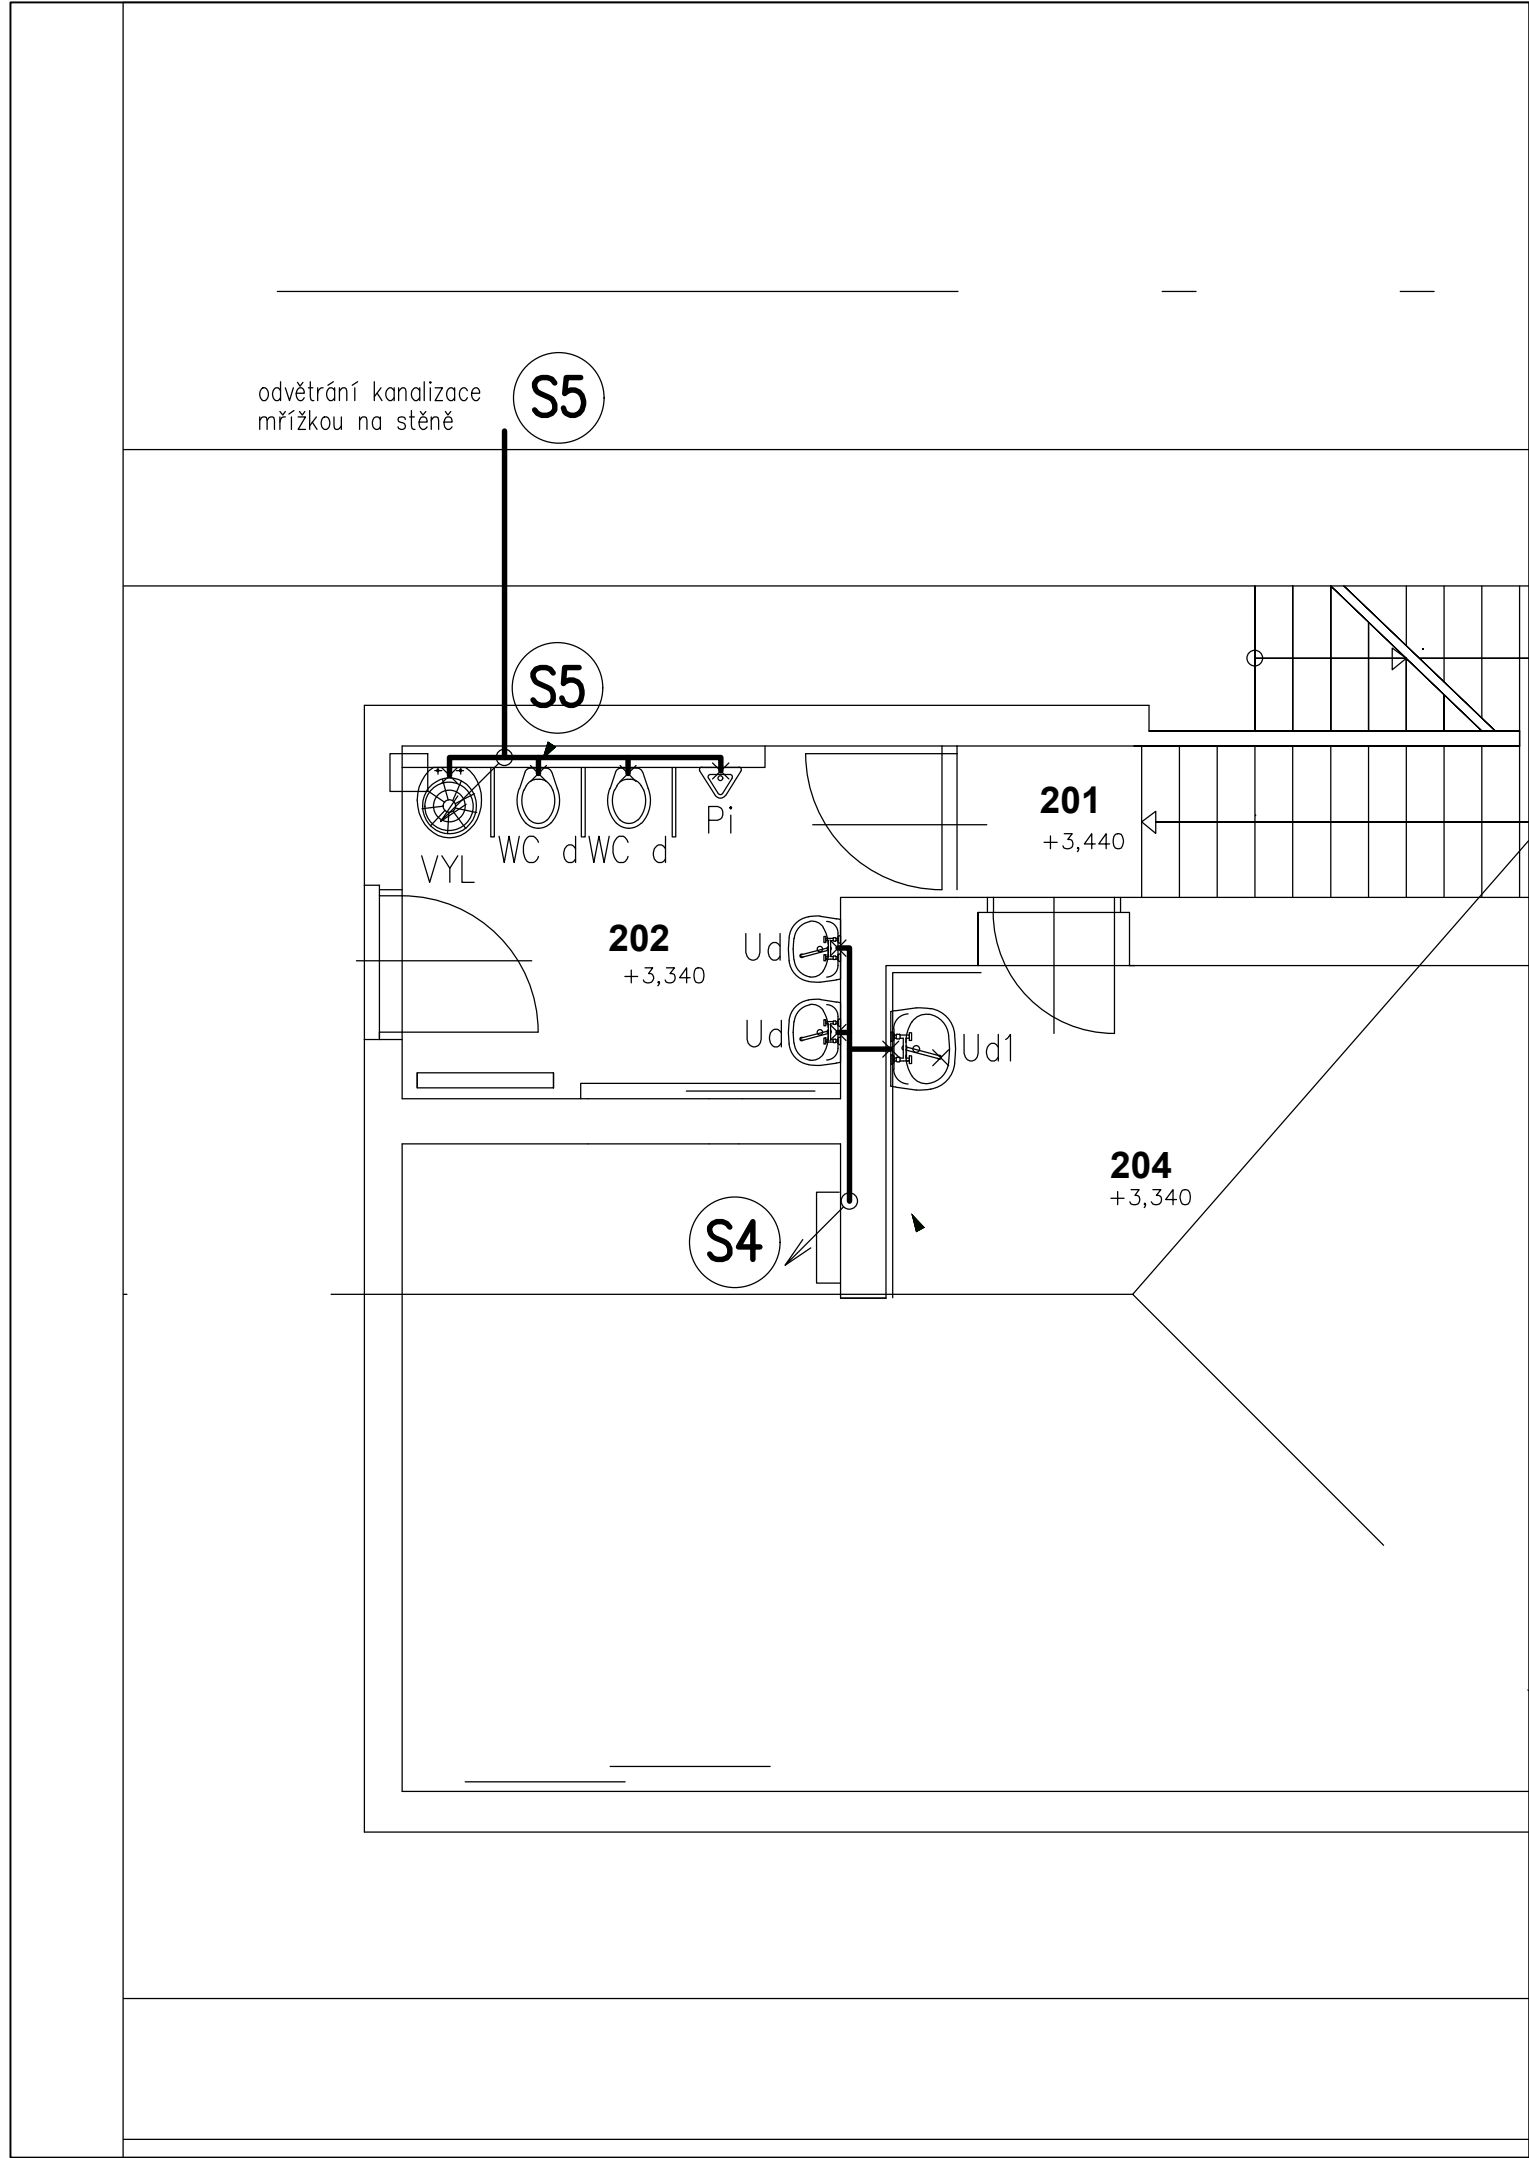 odvětrání kanalizace
mřížkou na stěně
S5
S5
201
+3,440
Pi
WC d
WC d
VYL
202
+3,340
Ud
Ud
Ud1
204
+3,340
S4